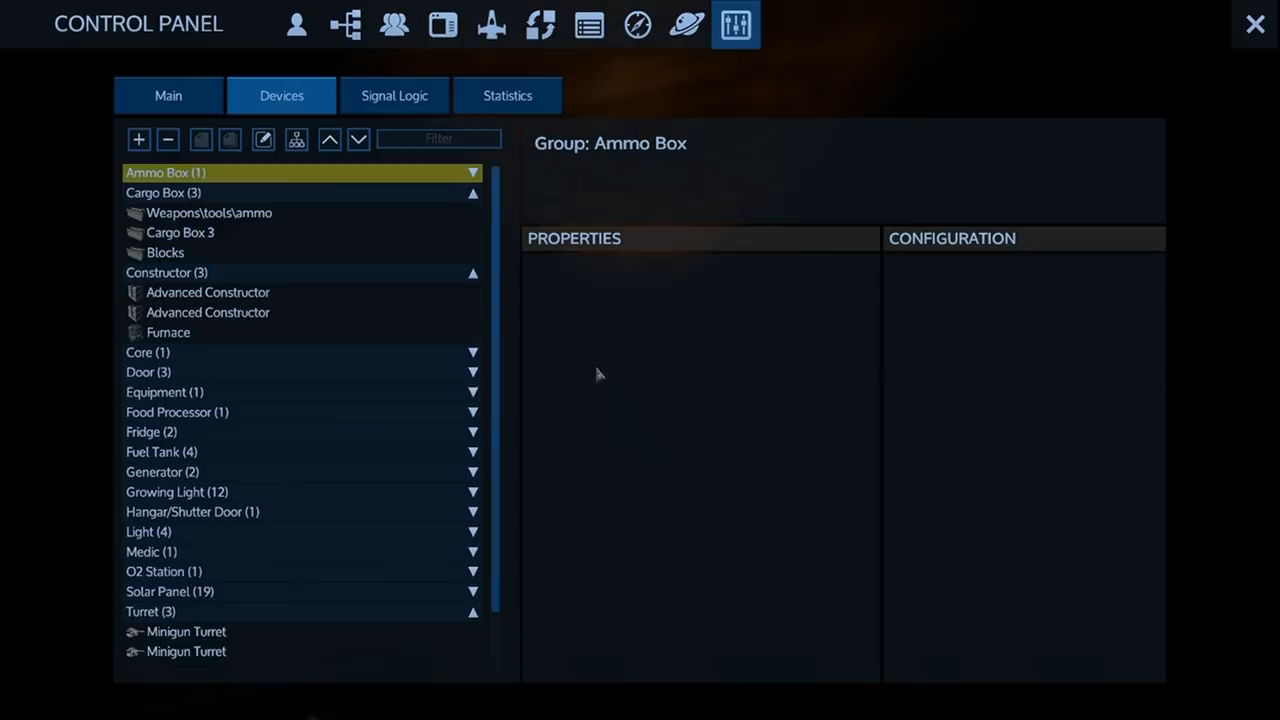 CONTROL PANEL
Main
Devices
Signal Logic
Statistics
Filter
Group: Ammo Box
Ammo Box (1)
Cargo Box (3)
Weapons\tools\ammo
Cargo Box 3
Blocks
Constructor (3)
Advanced Constructor
Advanced Constructor
Furnace
Core (1)
Door (3)
Equipment (1)
Food Processor (1)
Fridge (2)
Fuel Tank (4)
Generator (2)
Growing Light (12)
Hangar/Shutter Door (1)
Light (4)
Medic (1)
O2 Station (1)
Solar Panel (19)
Turret (3)
Minigun Turret
Minigun Turret
PROPERTIES
CONFIGURATION